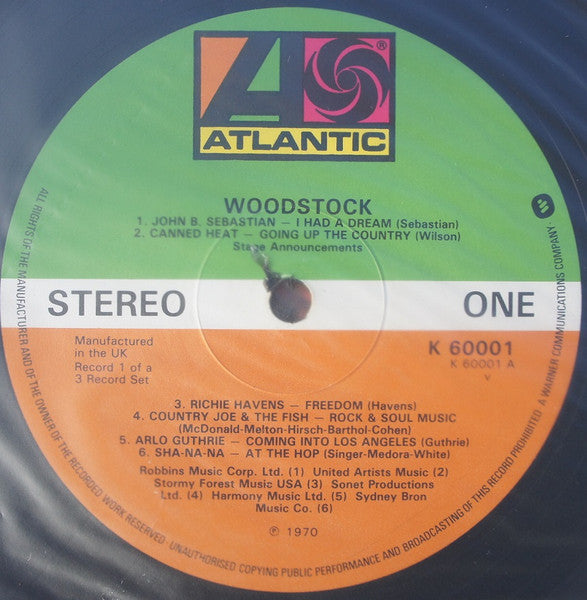 ®
ATLANTIC
WOODSTOCK
1. JOHN B. SEBASTIAN — I HAD A DREAM (Sebastian)
2. CANNED HEAT — GOING UP THE COUNTRY (Wilson)
Stage Announcements
STEREO
ONE
Manufactured
in the UK
Record 1 of a
3 Record Set
K 60001
K 60001 A
V
3. RICHIE HAVENS — FREEDOM (Havens)
4. COUNTRY JOE & THE FISH — ROCK & SOUL MUSIC
(McDonald-Melton-Hirsch-Barthol-Cohen)
5. ARLO GUTHRIE — COMING INTO LOS ANGELES (Guthrie)
6. SHA-NA-NA — AT THE HOP (Singer-Medora-White)
Robbins Music Corp. Ltd. (1) United Artists Music (2)
Stormy Forest Music USA (3) Sonet Productions
Ltd. (4) Harmony Music Ltd. (5) Sydney Bron
Music Co. (6)
℗ 1970
ALL RIGHTS OF THE MANUFACTURER AND OF THE OWNER OF THE RECORDED WORK RESERVED · UNAUTHORISED COPYING PUBLIC PERFORMANCE AND BROADCASTING OF THIS RECORD PROHIBITED · A WARNER COMMUNICATIONS COMPANY